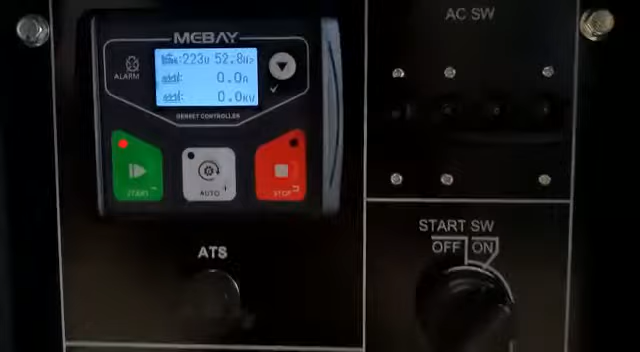 AC SW
MEBAY
223U 52.8Hz
ALARM
0.0A
0.0KW
GENSET CONTROLLER
START
AUTO
STOP
ATS
START SW
OFF ON